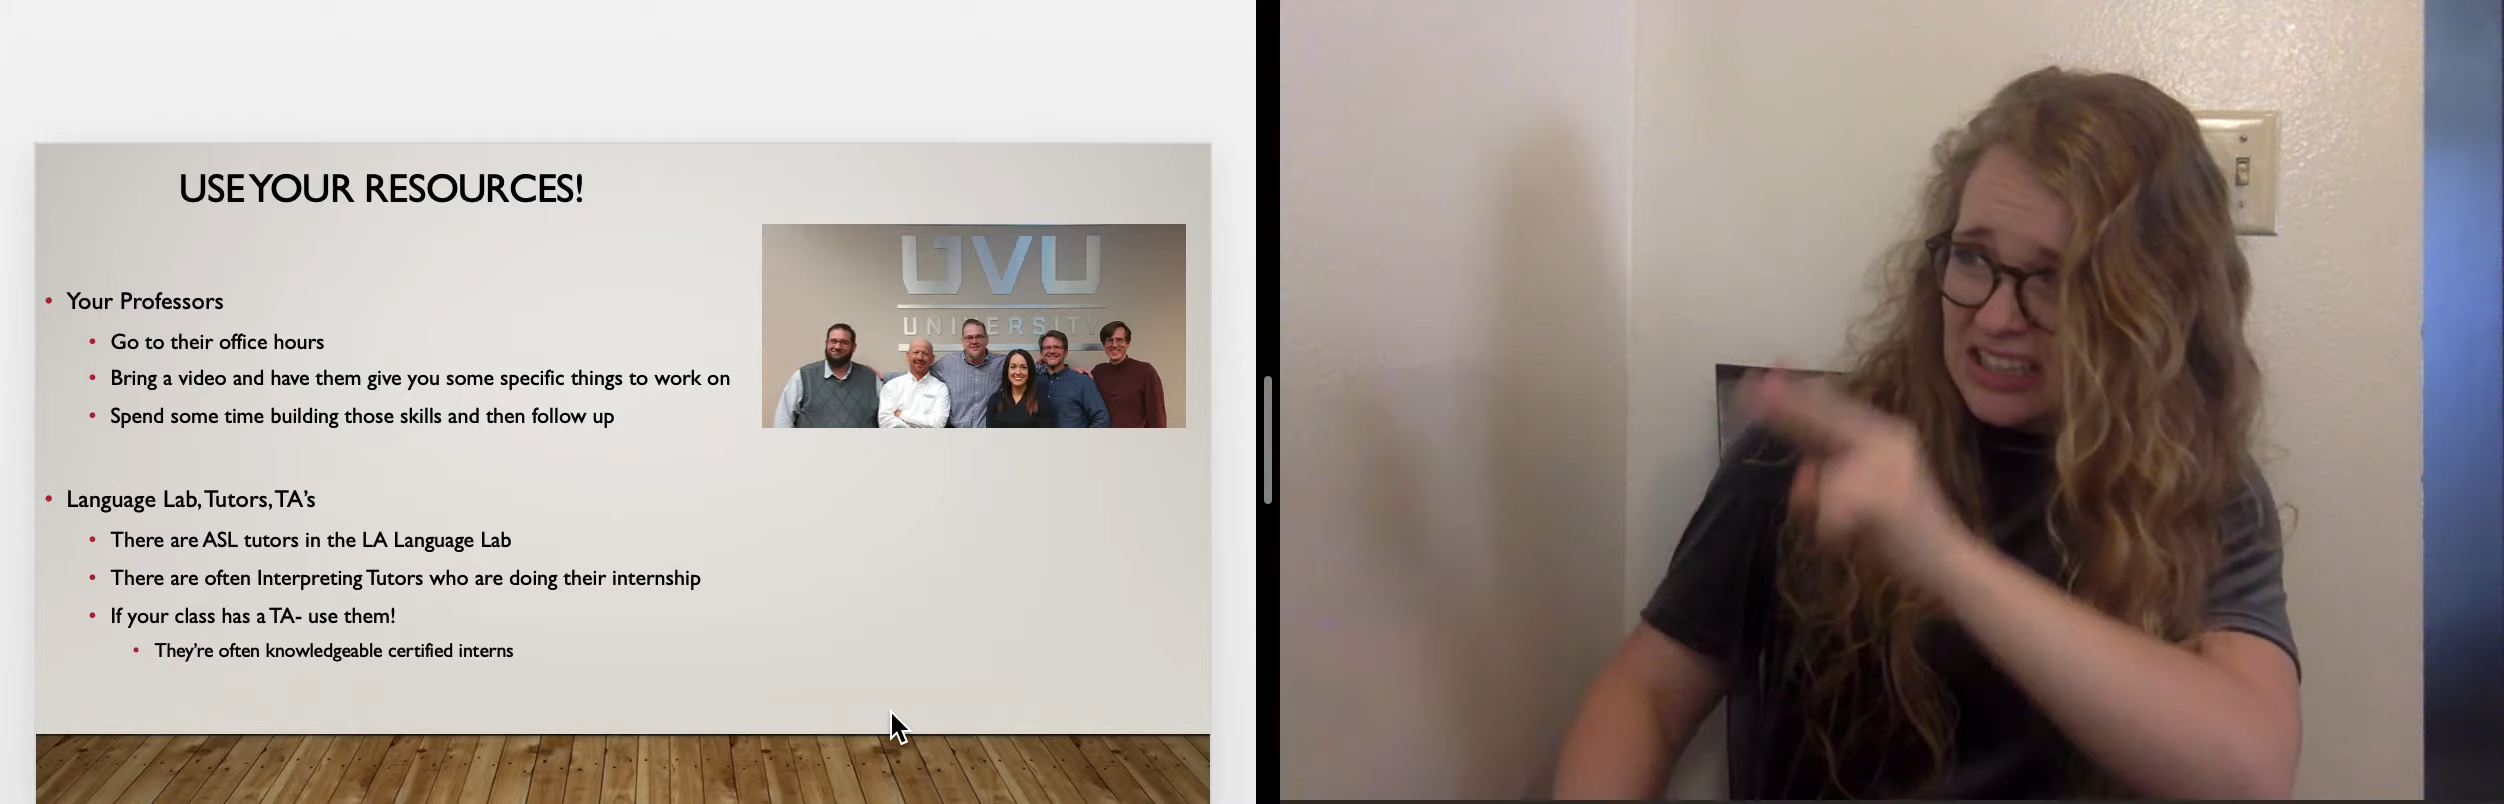 USE YOUR RESOURCES!
UVU
UNIVERSITY
• Your Professors
• Go to their office hours
• Bring a video and have them give you some specific things to work on
• Spend some time building those skills and then follow up
• Language Lab, Tutors, TA's
• There are ASL tutors in the LA Language Lab
• There are often Interpreting Tutors who are doing their internship
• If your class has a TA- use them!
• They're often knowledgeable certified interns